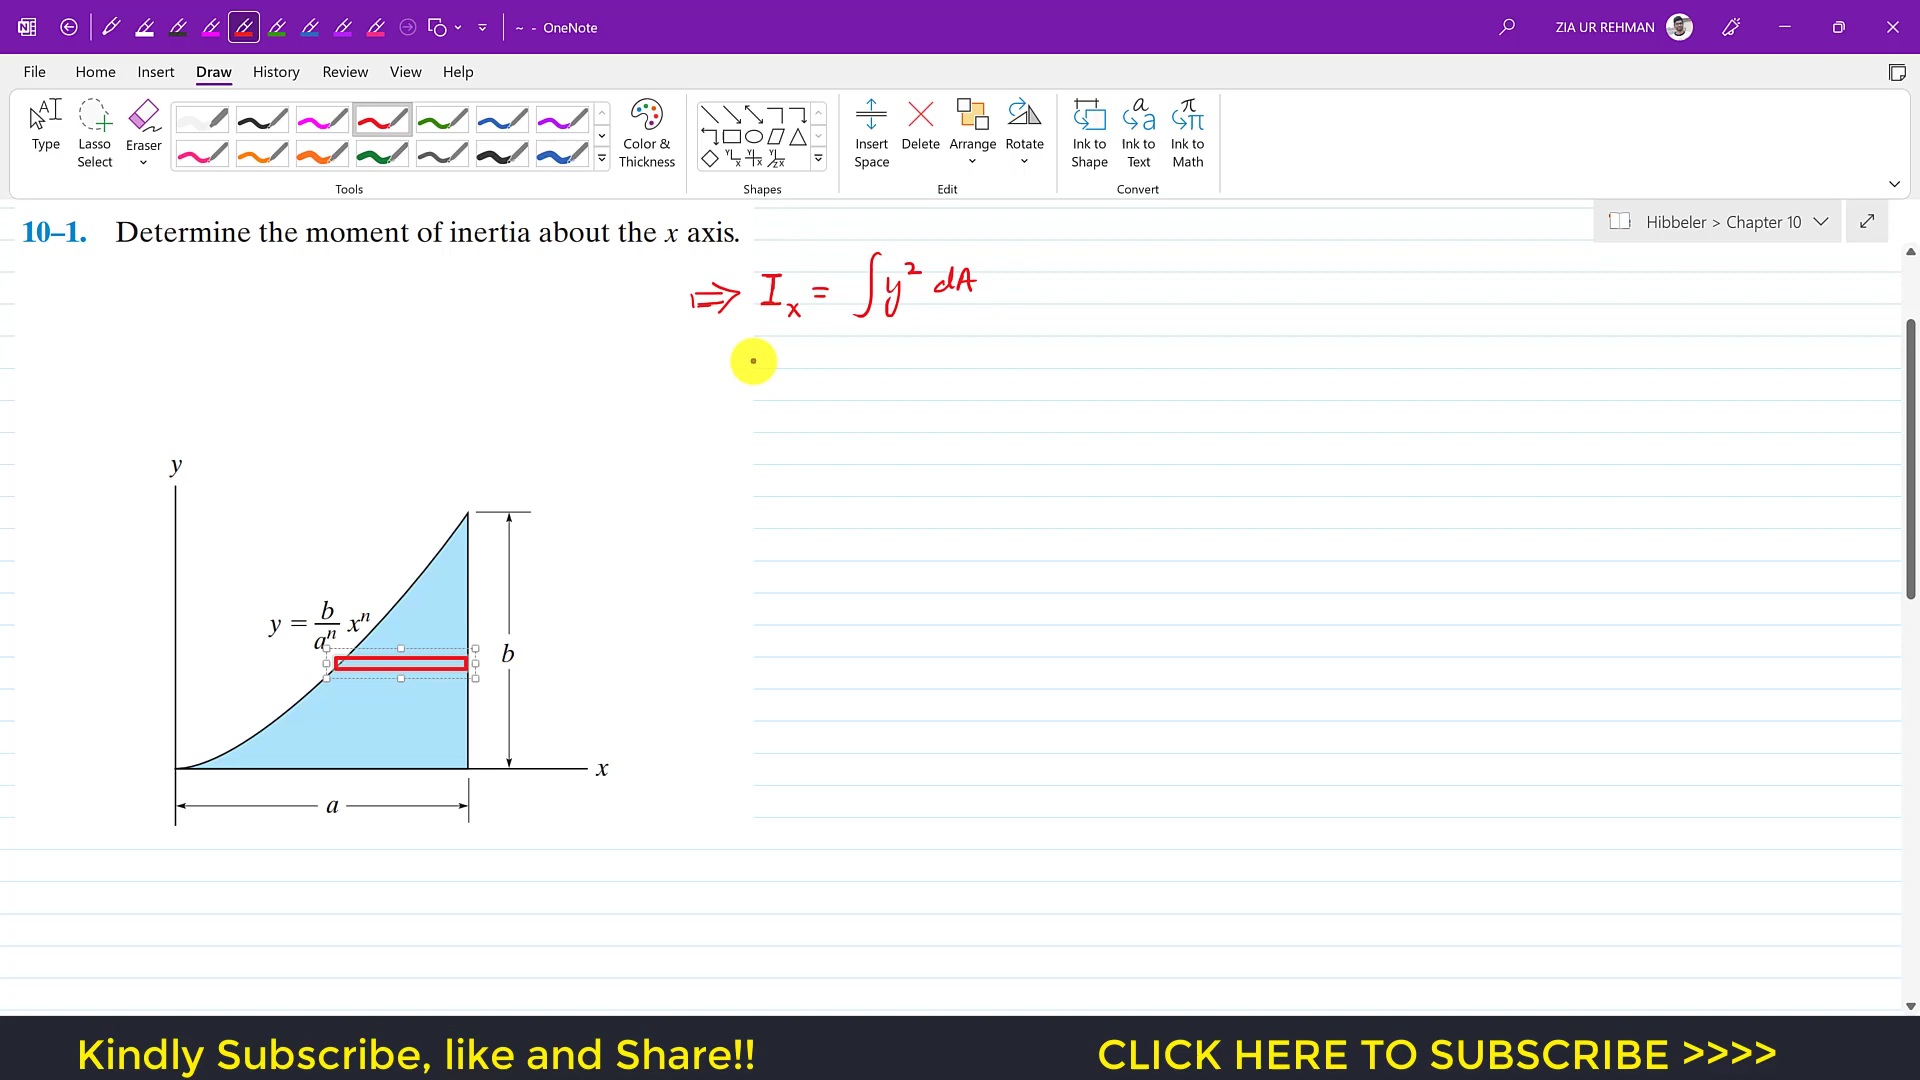 ~ - OneNote
ZIA UR REHMAN
File Home Insert Draw History Review View Help
Type
Lasso Select
Eraser
Color & Thickness
Insert Space
Delete
Arrange
Rotate
Ink to Shape
Ink to Text
Ink to Math
Tools
Shapes
Edit
Convert
10–1. Determine the moment of inertia about the x axis.
Hibbeler > Chapter 10
⇒ Iₓ = ∫y² dA
y
y = b/aⁿ xⁿ
b
x
a
Kindly Subscribe, like and Share!!
CLICK HERE TO SUBSCRIBE >>>>